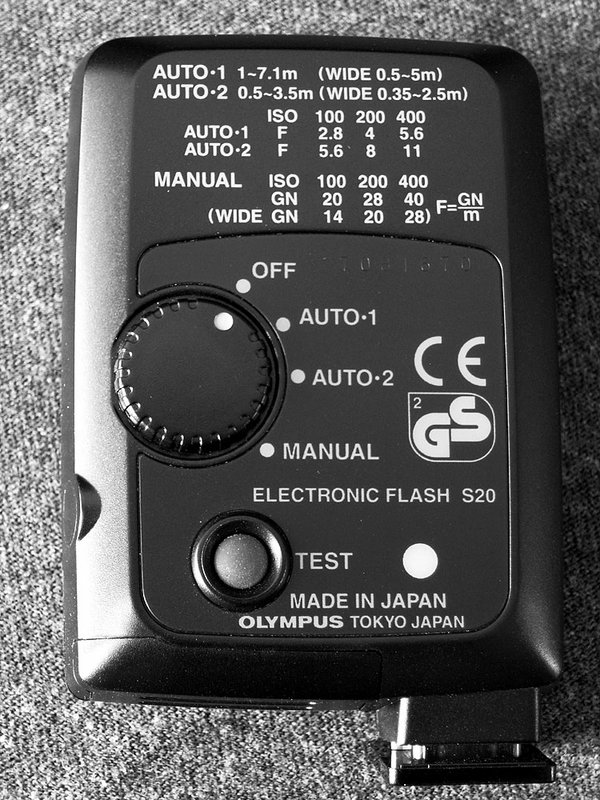 AUTO•1 1~7.1m (WIDE 0.5~5m)
AUTO•2 0.5~3.5m (WIDE 0.35~2.5m)
ISO 100 200 400
AUTO•1 F 2.8 4 5.6
AUTO•2 F 5.6 8 11
MANUAL ISO 100 200 400
GN 20 28 40
(WIDE GN 14 20 28) F=GN/m
OFF
AUTO•1
AUTO•2
MANUAL
CE
2
GS
ELECTRONIC FLASH S20
TEST
MADE IN JAPAN
OLYMPUS TOKYO JAPAN